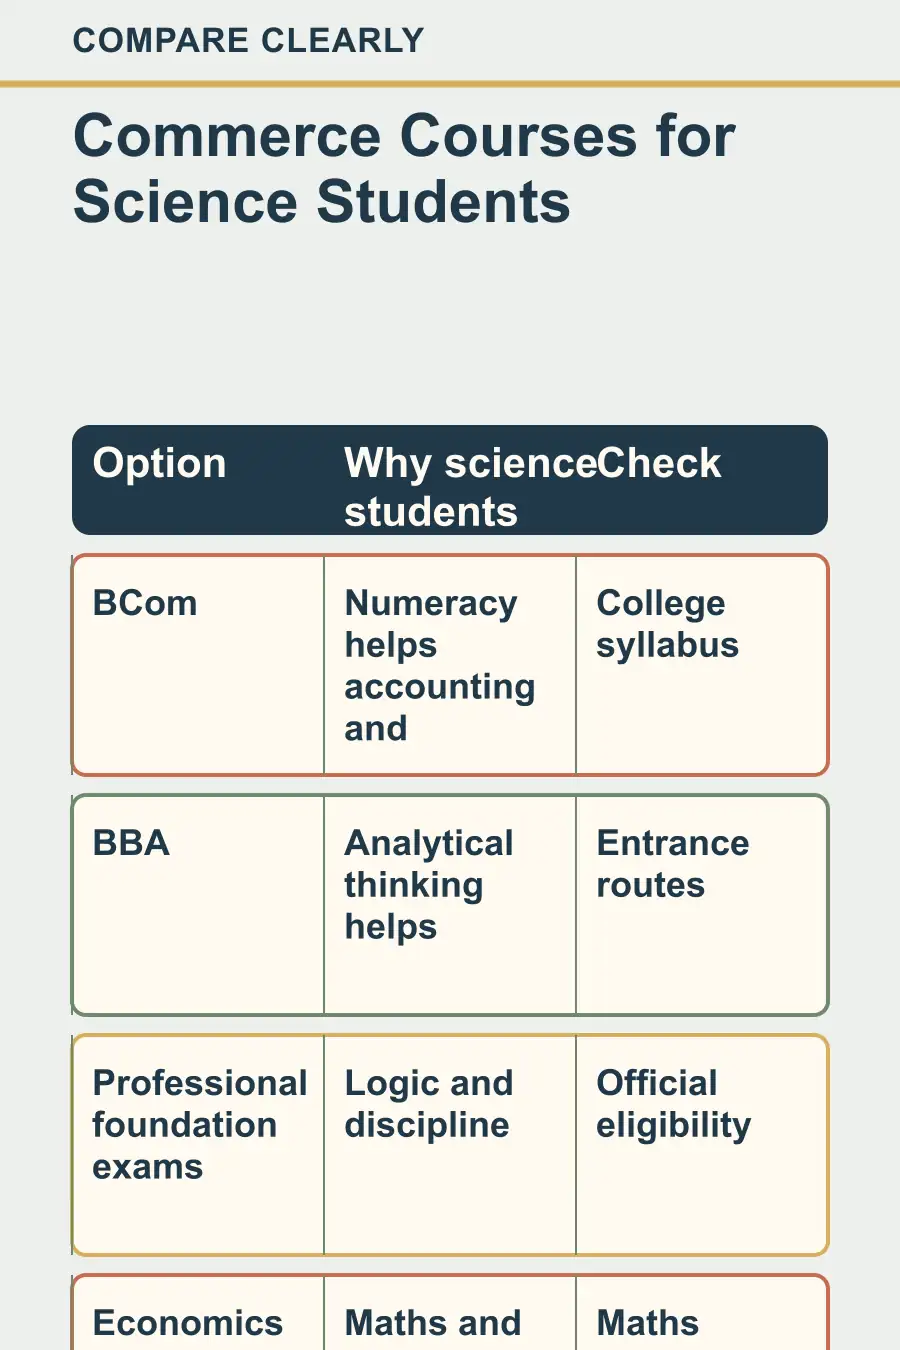 COMPARE CLEARLY
Commerce Courses for
Science Students
Option
Why science
students
Check
BCom
Numeracy
helps
accounting
and
College
syllabus
BBA
Analytical
thinking
helps
Entrance
routes
Professional
foundation
exams
Logic and
discipline
Official
eligibility
Economics
Maths and
Maths